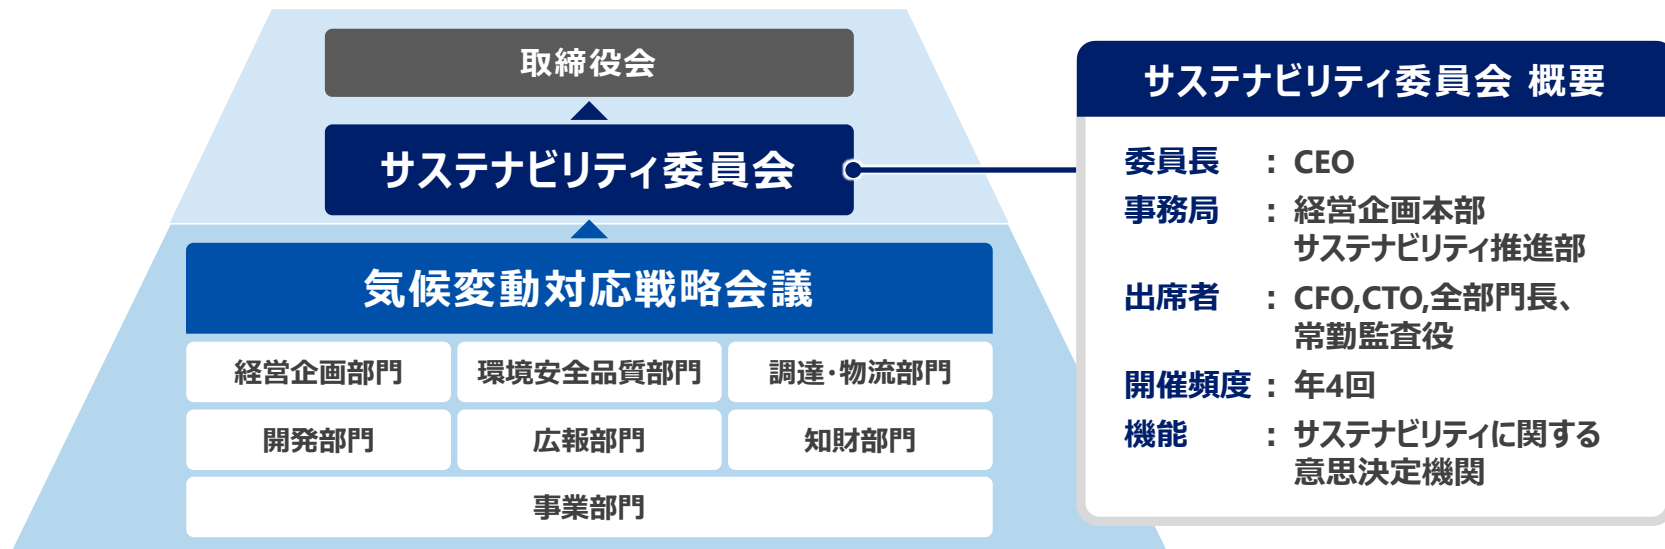 取締役会
サステナビリティ委員会
気候変動対応戦略会議
経営企画部門
環境安全品質部門
調達・物流部門
開発部門
広報部門
知財部門
事業部門
サステナビリティ委員会 概要
委員長 : CEO
事務局 : 経営企画本部
サステナビリティ推進部
出席者 : CFO,CTO,全部門長、
常勤監査役
開催頻度 : 年4回
機能 : サステナビリティに関する
意思決定機関